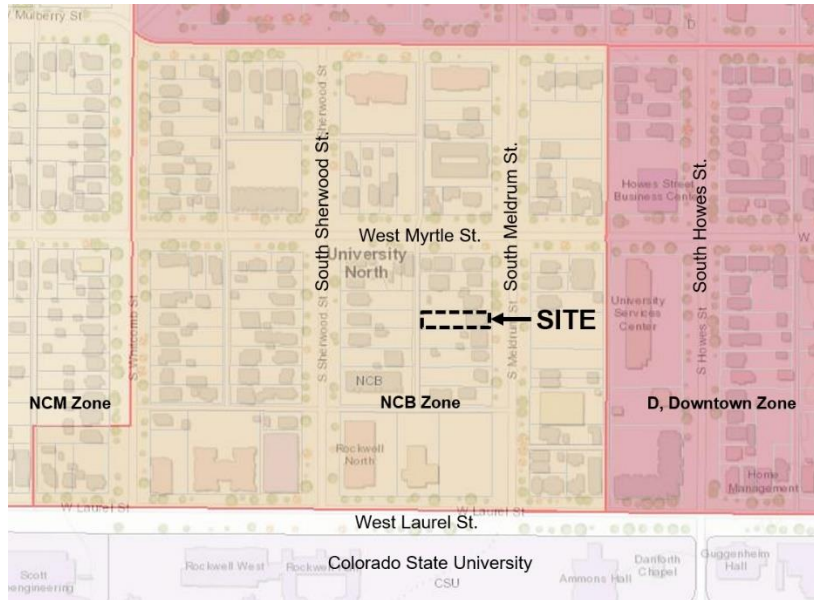 W Mulberry St
D
South Sherwood St.
Sherwood St
South Meldrum St.
South Howes St.
Howes Street
Business Center
West Myrtle St.
W
University
North
S Whitcomb St
S Sherwood St
S Meldrum St
S Howes St
SITE
University
Services
Center
NCB
NCM Zone
NCB Zone
D, Downtown Zone
Rockwell
North
Home
Management
W Laurel St
W Laurel St
West Laurel St.
Colorado State University
CSU
Scott
engineering
Rockwell West
Ammons Hall
Danforth
Chapel
Guggenheim
Hall